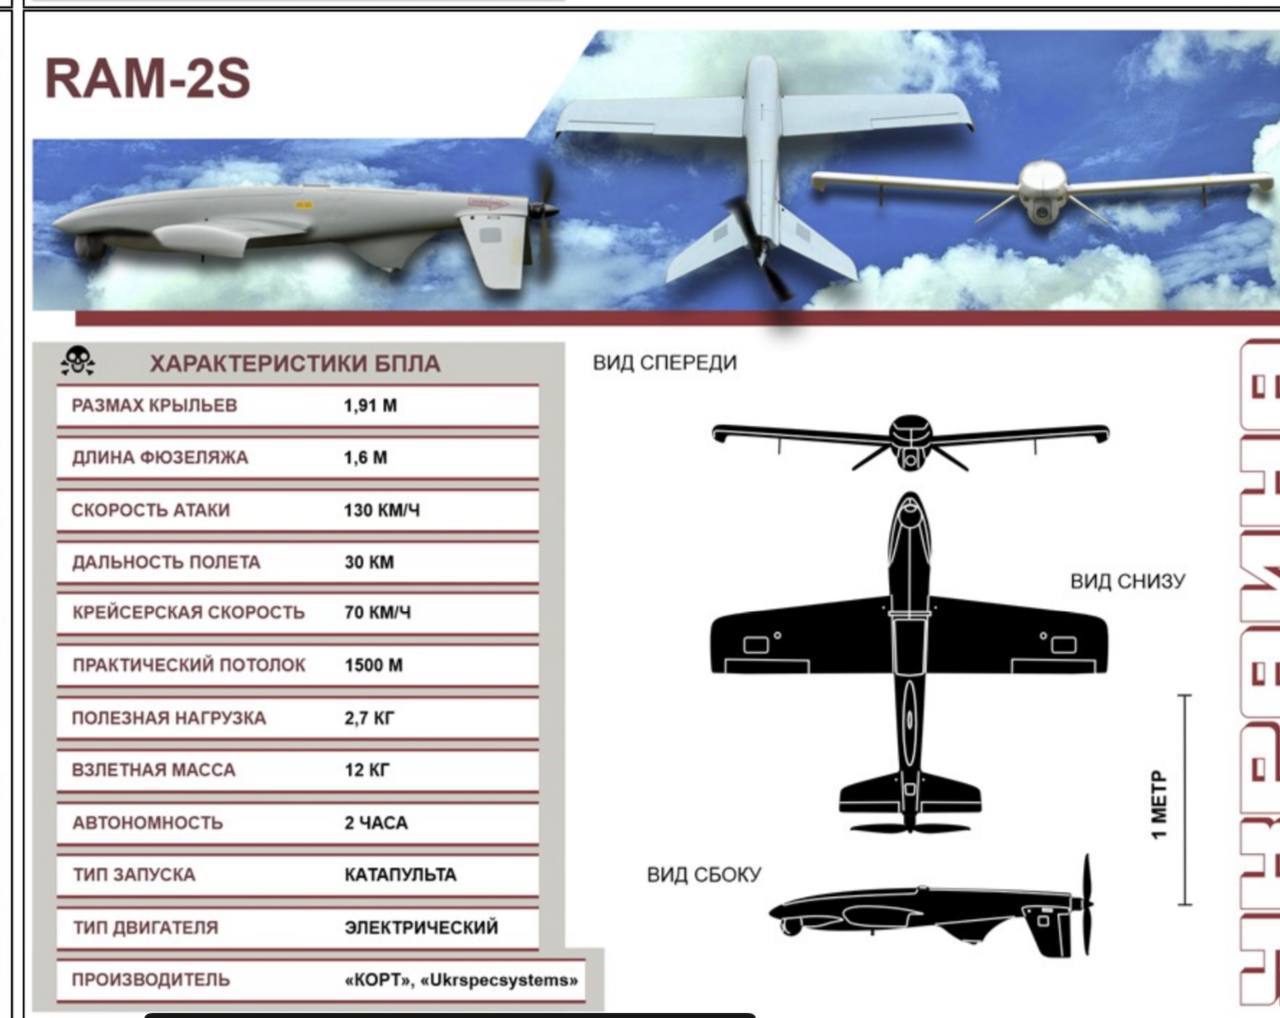 RAM-2S
ХАРАКТЕРИСТИКИ БПЛА
РАЗМАХ КРЫЛЬЕВ 1,91 М
ДЛИНА ФЮЗЕЛЯЖА 1,6 М
СКОРОСТЬ АТАКИ 130 КМ/Ч
ДАЛЬНОСТЬ ПОЛЕТА 30 КМ
КРЕЙСЕРСКАЯ СКОРОСТЬ 70 КМ/Ч
ПРАКТИЧЕСКИЙ ПОТОЛОК 1500 М
ПОЛЕЗНАЯ НАГРУЗКА 2,7 КГ
ВЗЛЕТНАЯ МАССА 12 КГ
АВТОНОМНОСТЬ 2 ЧАСА
ТИП ЗАПУСКА КАТАПУЛЬТА
ТИП ДВИГАТЕЛЯ ЭЛЕКТРИЧЕСКИЙ
ПРОИЗВОДИТЕЛЬ «КОРТ», «Ukrspecsystems»
ВИД СПЕРЕДИ
ВИД СНИЗУ
1 МЕТР
ВИД СБОКУ
УКРАИНА